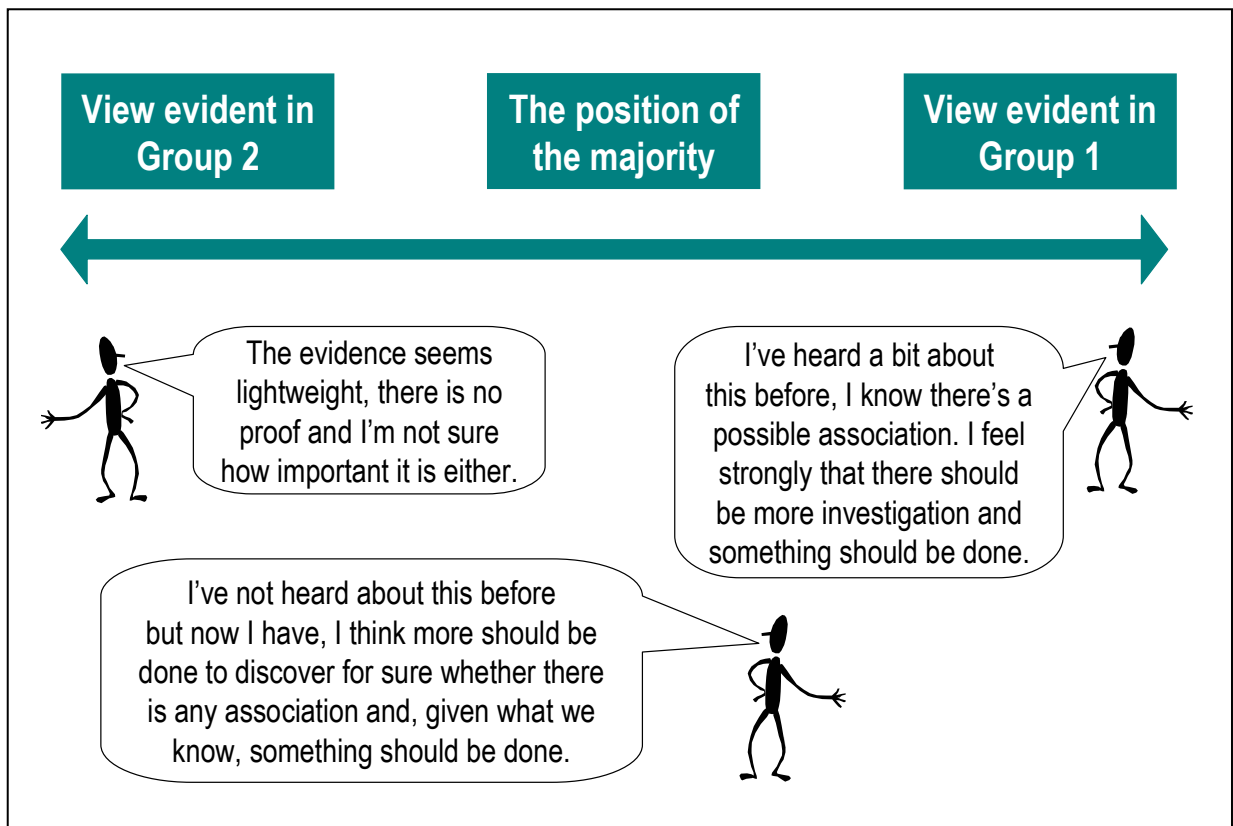 View evident in
Group 2
The position of
the majority
View evident in
Group 1
The evidence seems
lightweight, there is no
proof and I'm not sure
how important it is either.
I've heard a bit about
this before, I know there's a
possible association. I feel
strongly that there should
be more investigation and
something should be done.
I've not heard about this before
but now I have, I think more should be
done to discover for sure whether there
is any association and, given what we
know, something should be done.